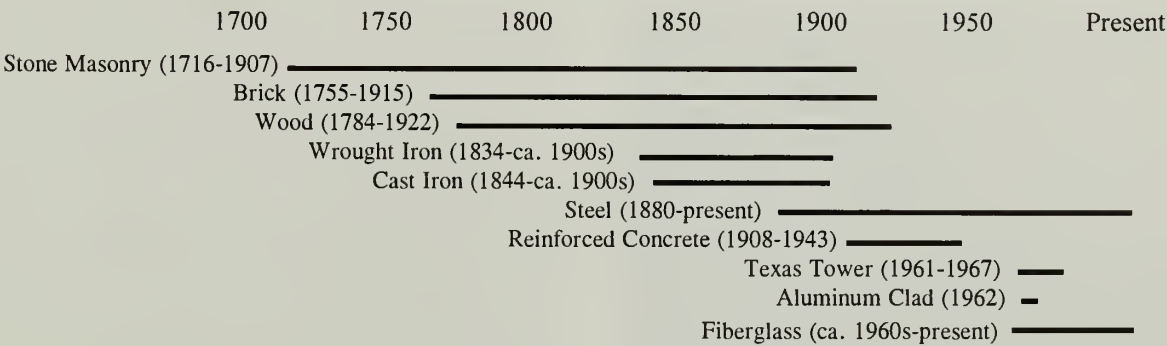 1700 1750 1800 1850 1900 1950 Present
Stone Masonry (1716-1907)
Brick (1755-1915)
Wood (1784-1922)
Wrought Iron (1834-ca. 1900s)
Cast Iron (1844-ca. 1900s)
Steel (1880-present)
Reinforced Concrete (1908-1943)
Texas Tower (1961-1967)
Aluminum Clad (1962)
Fiberglass (ca. 1960s-present)